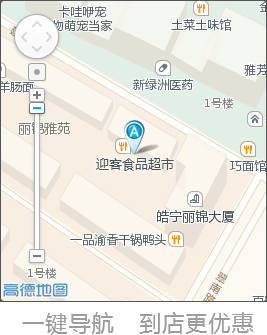 卡哇咿宠
物萌宠当家
土菜土味馆
羊肠面
新绿洲医药
雅芳
1号楼
丽锦雅苑
A
迎客食品超市
巧面馆
皓宁丽锦大厦
一品渝香干锅鸭头
1号楼
高德地图
一键导航 到店更优惠